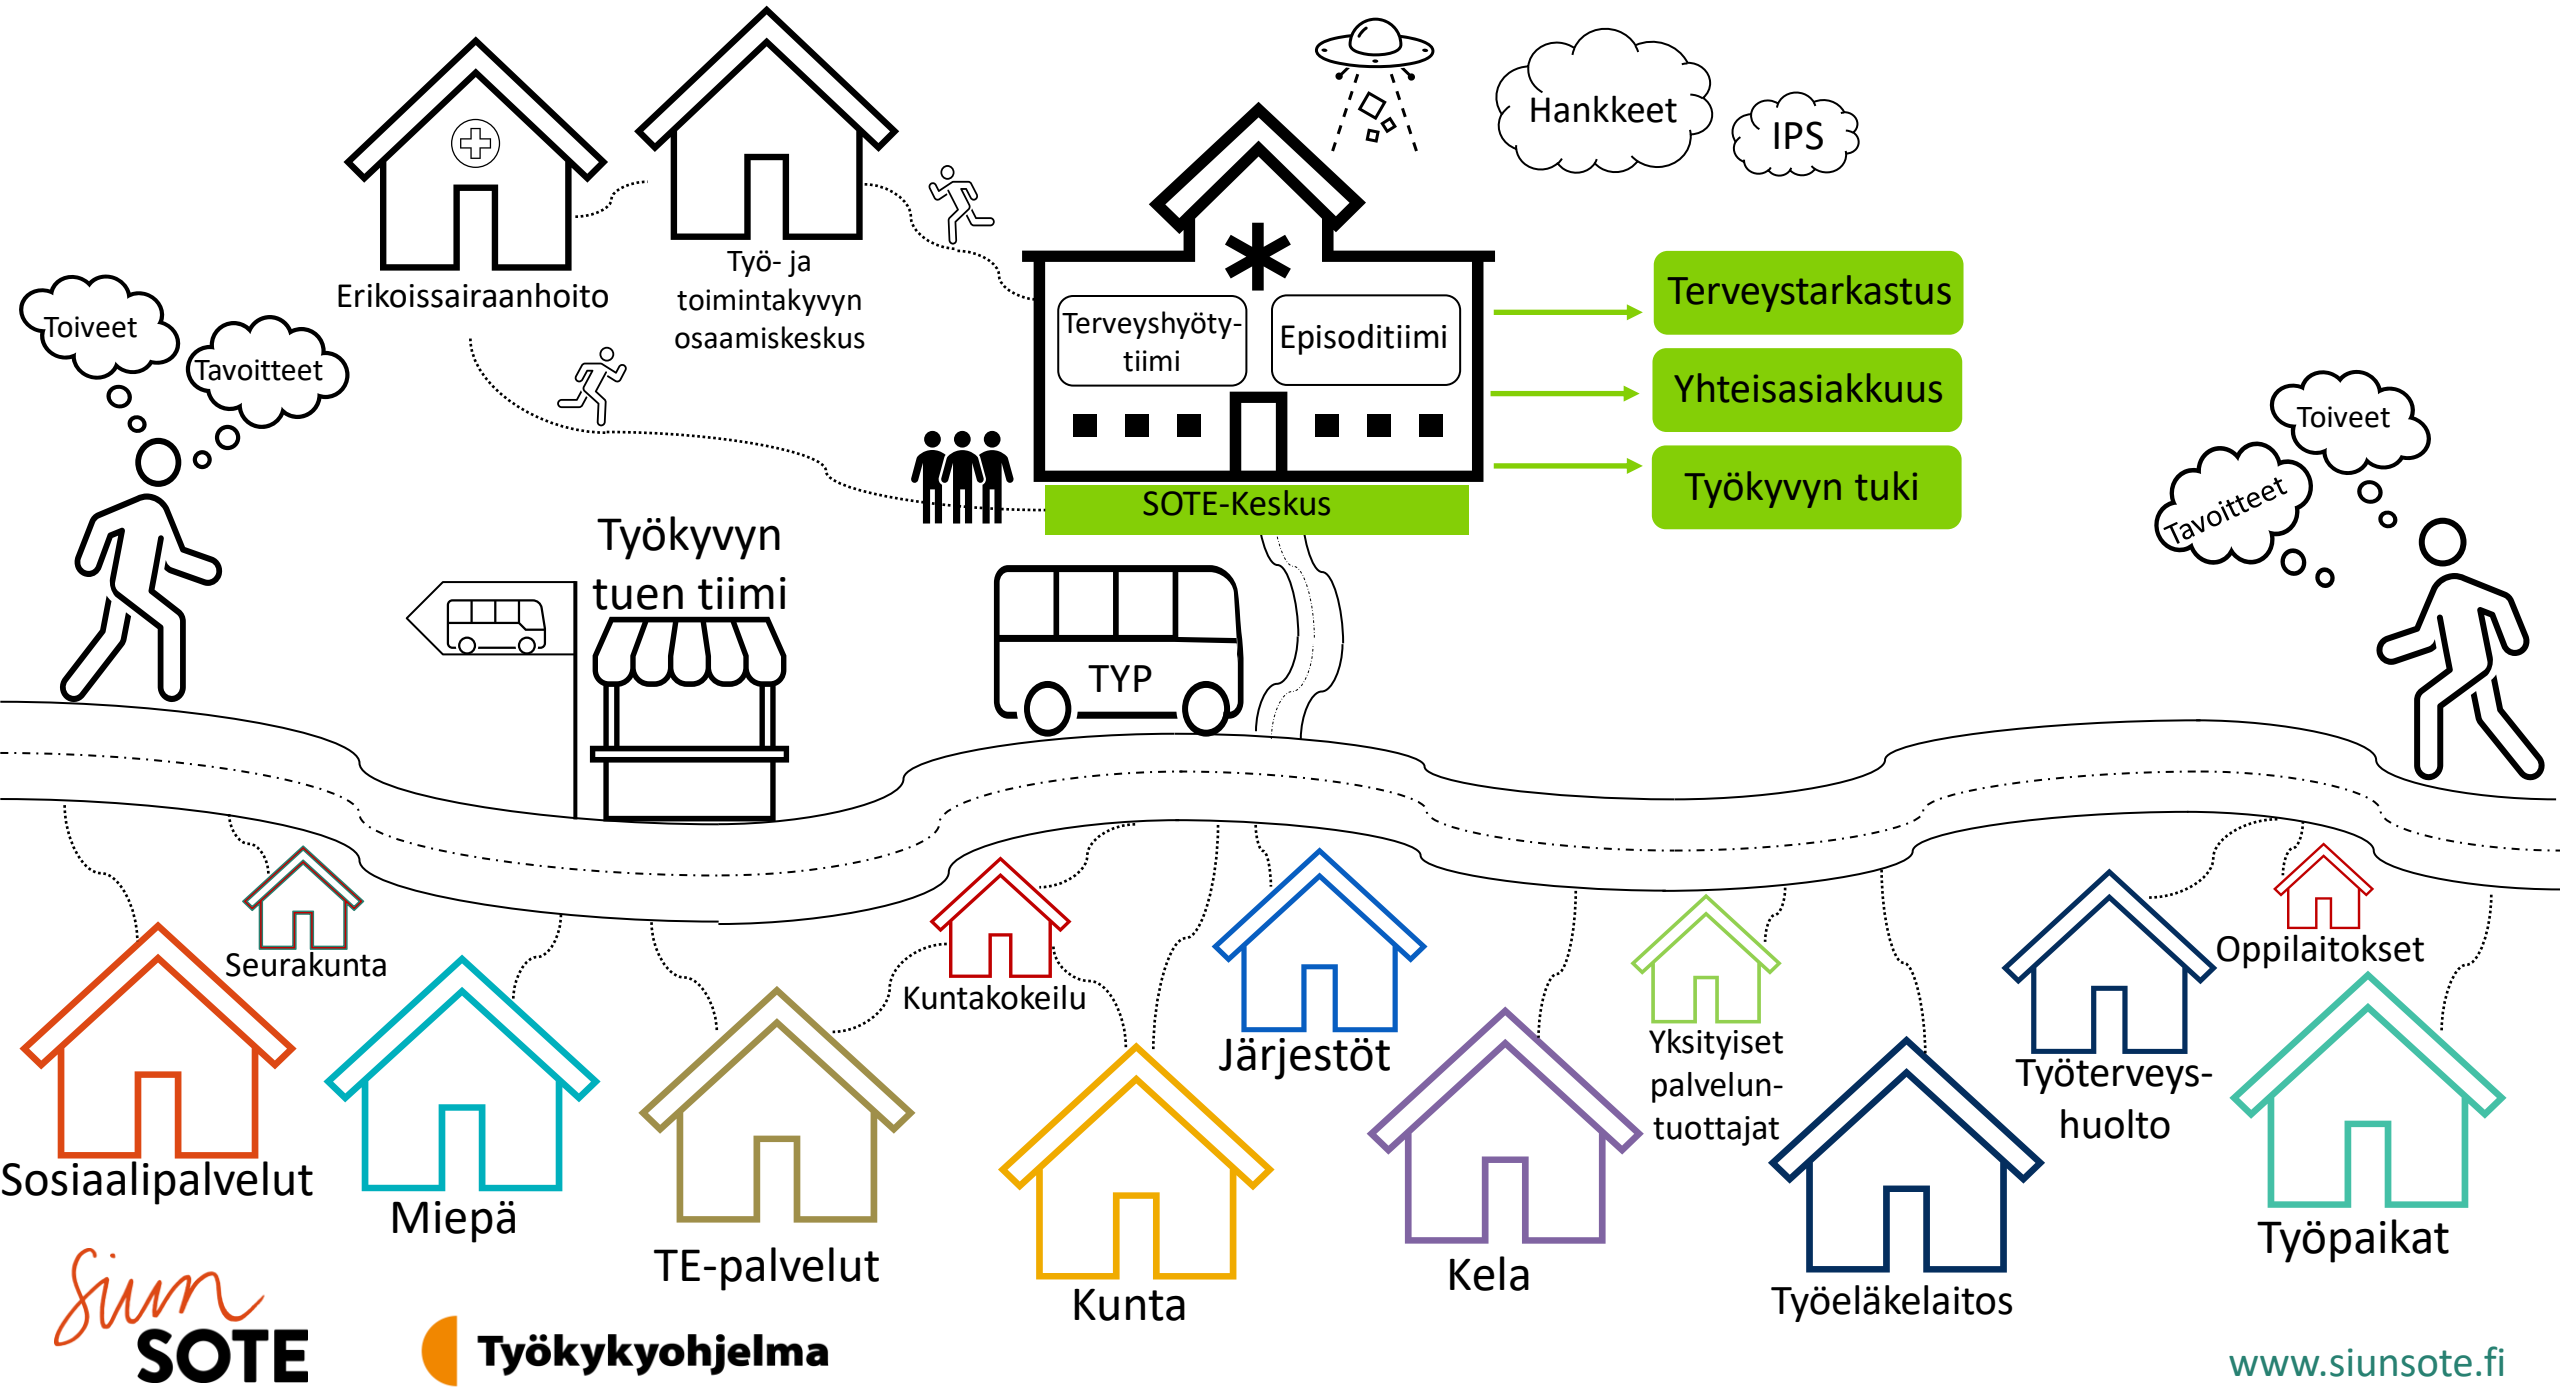 Hankkeet
IPS
Erikoissairaanhoito
Työ- ja
toimintakyvyn
osaamiskeskus
Terveyshyöty-
tiimi
Episoditiimi
SOTE-Keskus
Terveystarkastus
Yhteisasiakkuus
Työkyvyn tuki
Toiveet
Tavoitteet
Toiveet
Tavoitteet
Työkyvyn
tuen tiimi
TYP
Seurakunta
Kuntakokeilu
Järjestöt
Yksityiset
palvelun-
tuottajat
Työterveys-
huolto
Oppilaitokset
Sosiaalipalvelut
Miepä
TE-palvelut
Kunta
Kela
Työeläkelaitos
Työpaikat
Siun
SOTE
Työkykyohjelma
www.siunsote.fi